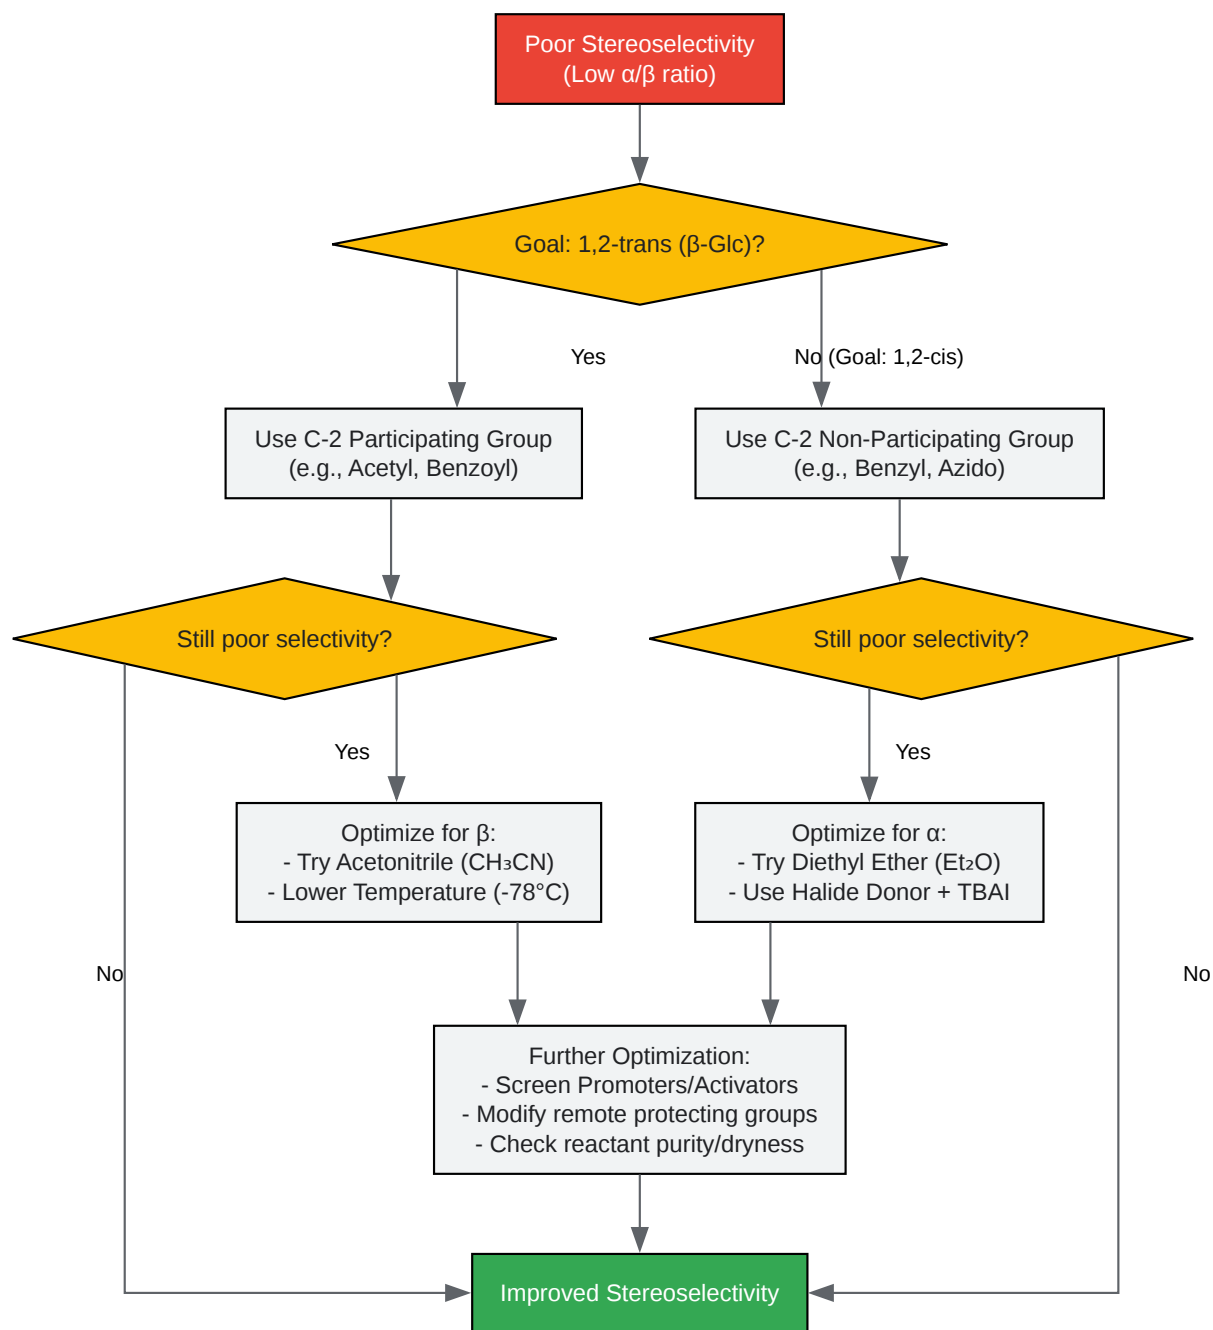 Poor Stereoselectivity
(Low α/β ratio)
Goal: 1,2-trans (β-Glc)?
Yes
No (Goal: 1,2-cis)
Use C-2 Participating Group
(e.g., Acetyl, Benzoyl)
Use C-2 Non-Participating Group
(e.g., Benzyl, Azido)
Still poor selectivity?
Still poor selectivity?
Yes
Yes
Optimize for β:
- Try Acetonitrile (CH₃CN)
- Lower Temperature (-78°C)
Optimize for α:
- Try Diethyl Ether (Et₂O)
- Use Halide Donor + TBAI
No
No
Further Optimization:
- Screen Promoters/Activators
- Modify remote protecting groups
- Check reactant purity/dryness
Improved Stereoselectivity